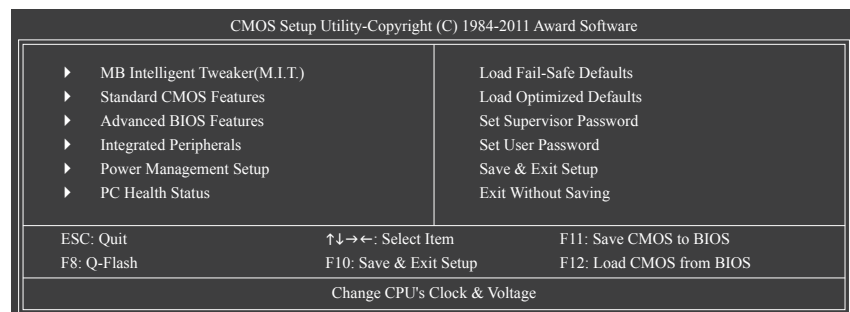 CMOS Setup Utility-Copyright (C) 1984-2011 Award Software
MB Intelligent Tweaker(M.I.T.)
Standard CMOS Features
Advanced BIOS Features
Integrated Peripherals
Power Management Setup
PC Health Status
Load Fail-Safe Defaults
Load Optimized Defaults
Set Supervisor Password
Set User Password
Save & Exit Setup
Exit Without Saving
ESC: Quit ↑↓→←: Select Item F11: Save CMOS to BIOS
F8: Q-Flash F10: Save & Exit Setup F12: Load CMOS from BIOS
Change CPU's Clock & Voltage